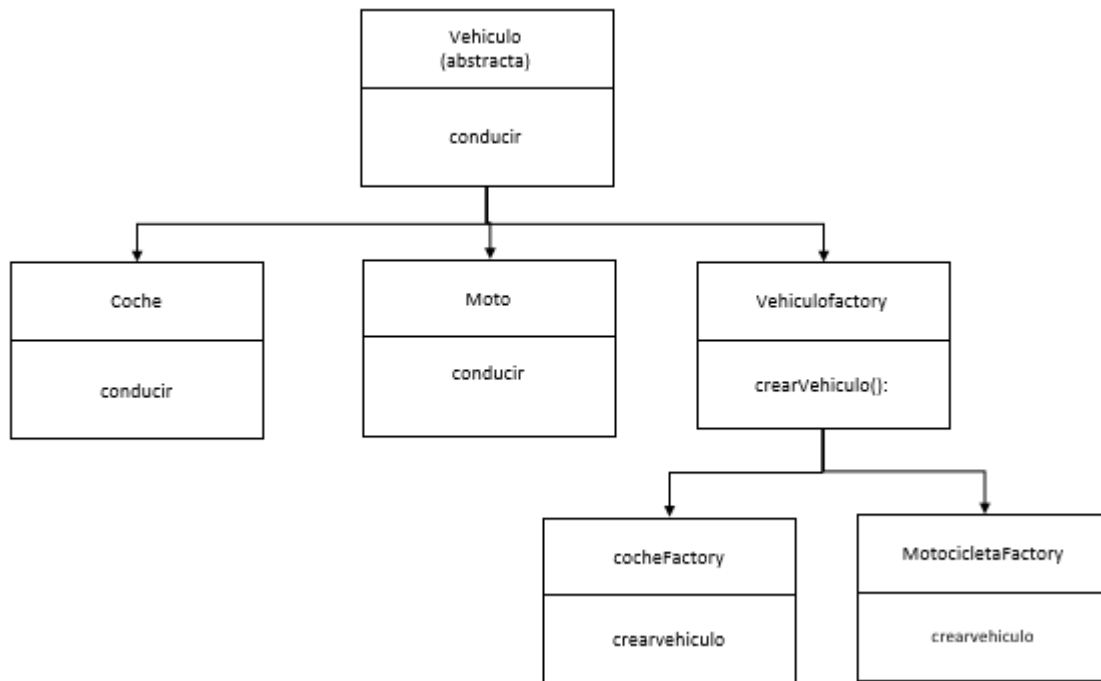 Vehiculo
(abstracta)
conducir
Coche
conducir
Moto
conducir
Vehiculofactory
crearVehiculo():
cocheFactory
crearvehiculo
MotocicletaFactory
crearvehiculo